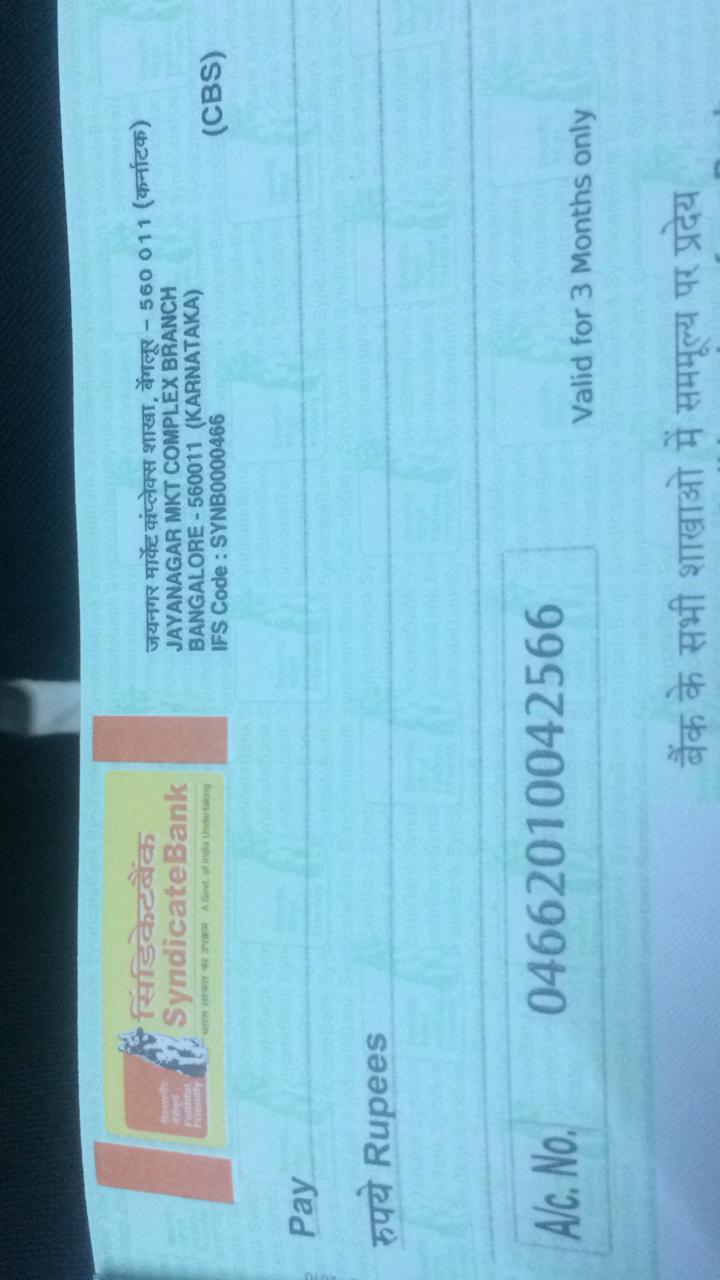 विश्वसनीय
मैत्रीपूर्ण
Faithful
Friendly
सिंडिकेटबैंक
SyndicateBank
भारत सरकार का उपक्रम A Govt. of India Undertaking
जयनगर मार्केट कांप्लेक्स शाखा, बेंगलूर – 560 011 (कर्नाटक)
JAYANAGAR MKT COMPLEX BRANCH
BANGALORE - 560011 (KARNATAKA)
IFS Code : SYNB0000466
(CBS)
Pay
रुपये Rupees
A/c. No. 04662010042566
Valid for 3 Months only
बैंक के सभी शाखाओ में सममूल्य पर प्रदेय